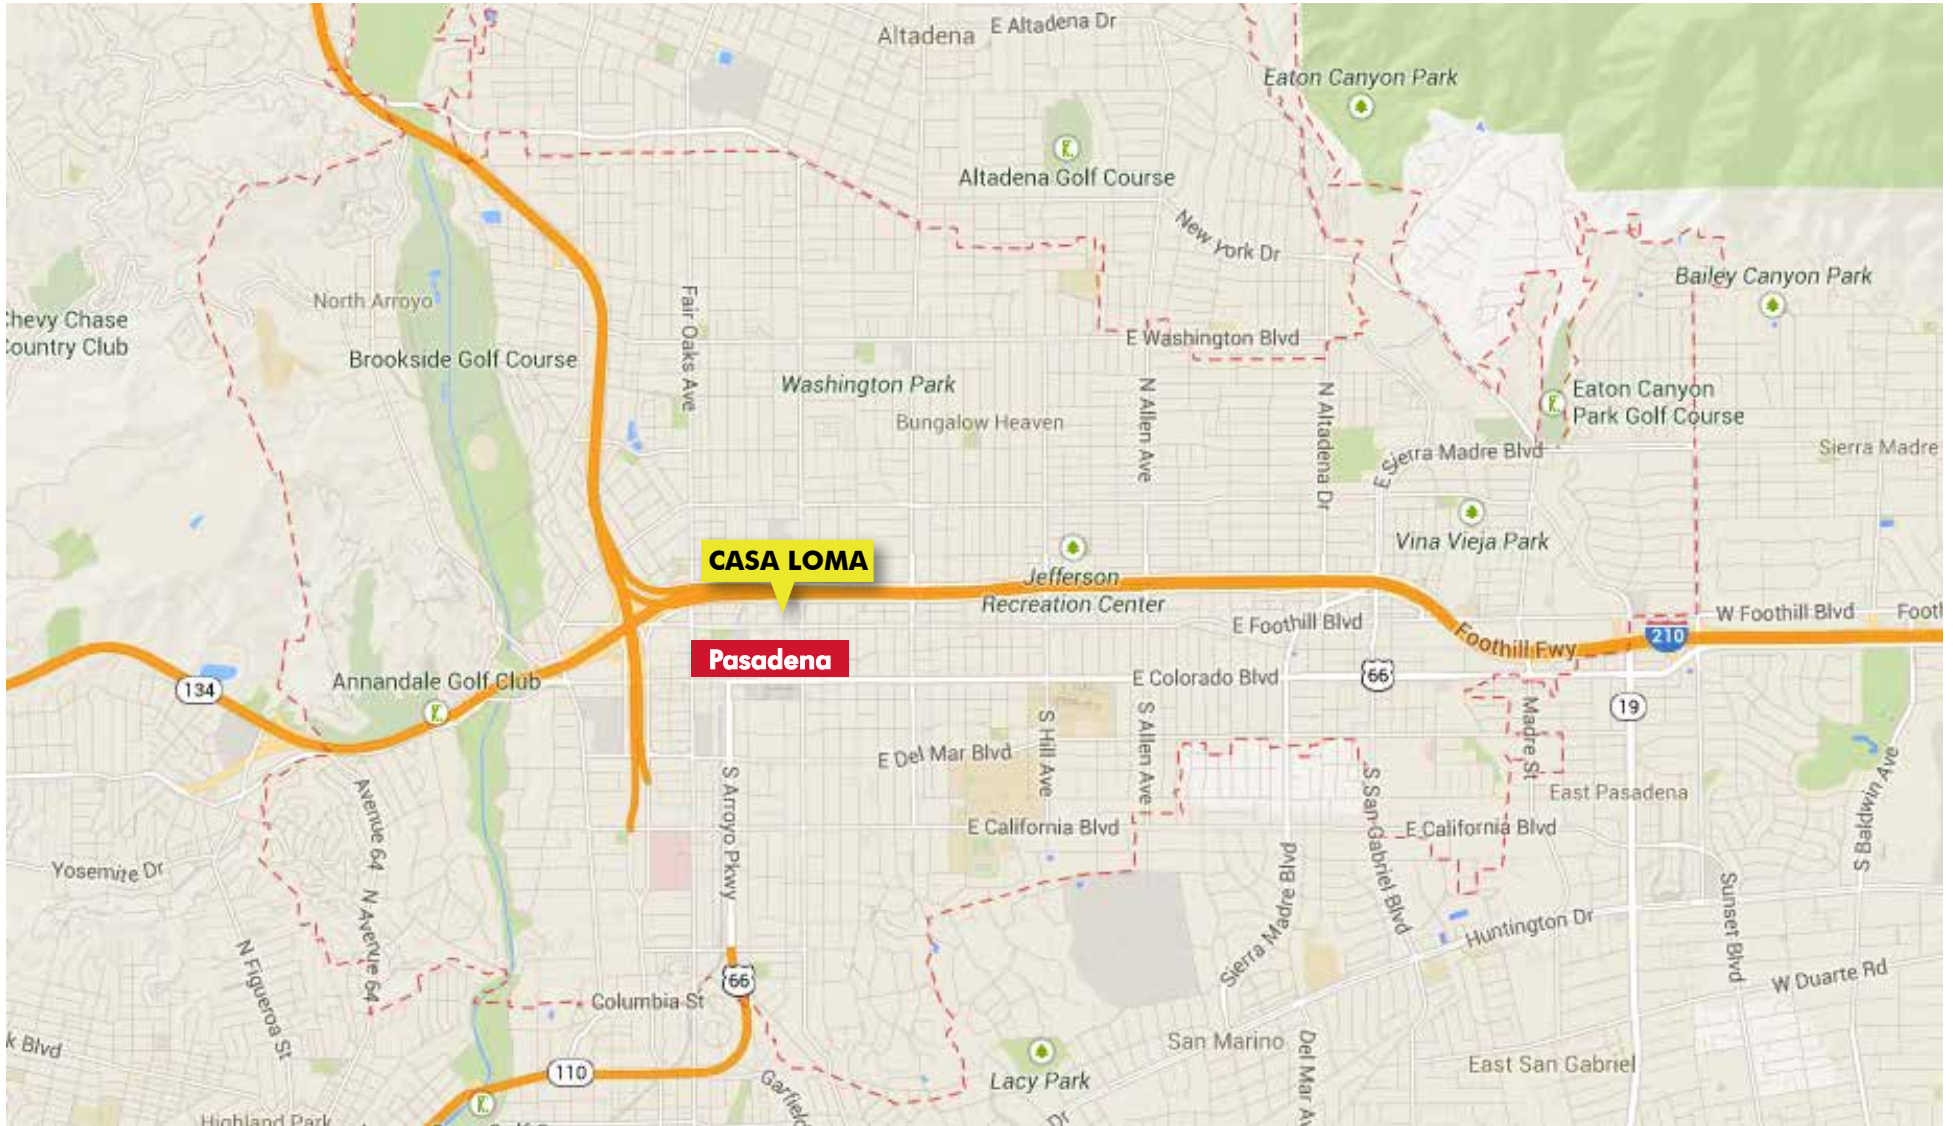 E Altadena Dr
Altadena
Eaton Canyon Park
Altadena Golf Course
New York Dr
Bailey Canyon Park
North Arroyo
Fair Oaks Ave
Chevy Chase
Country Club
E Washington Blvd
Brookside Golf Course
Washington Park
N Allen Ave
N Altadena Dr
Eaton Canyon
Park Golf Course
Bungalow Heaven
E Sierra Madre Blvd
Sierra Madre
Vina Vieja Park
CASA LOMA
Jefferson
Recreation Center
W Foothill Blvd
Foot
E Foothill Blvd
Foothill Fwy
210
Pasadena
134
Annandale Golf Club
E Colorado Blvd
66
19
Madre St
S Hill Ave
S Allen Ave
E Del Mar Blvd
S Arroyo Pkwy
S San Gabriel Blvd
East Pasadena
S Baldwin Ave
Avenue 64
E California Blvd
E California Blvd
Yosemite Dr
N Avenue 64
Sierra Madre Blvd
Sunset Blvd
Huntington Dr
N Figueroa St
66
W Duarte Rd
Columbia St
k Blvd
San Marino
Del Mar Av
East San Gabriel
110
Lacy Park
Garfield
Dr
Highland Park